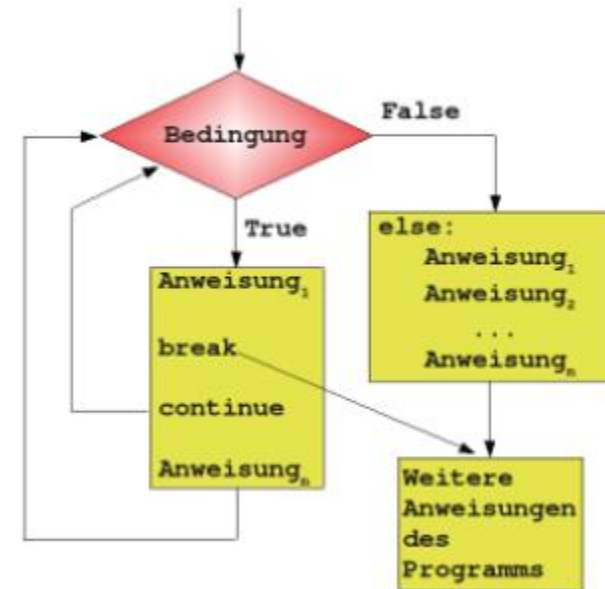 Bedingung
False
True
Anweisung₁
break
continue
Anweisungₙ
else:
Anweisung₁
Anweisung₂
...
Anweisungₙ
Weitere
Anweisungen
des
Programms